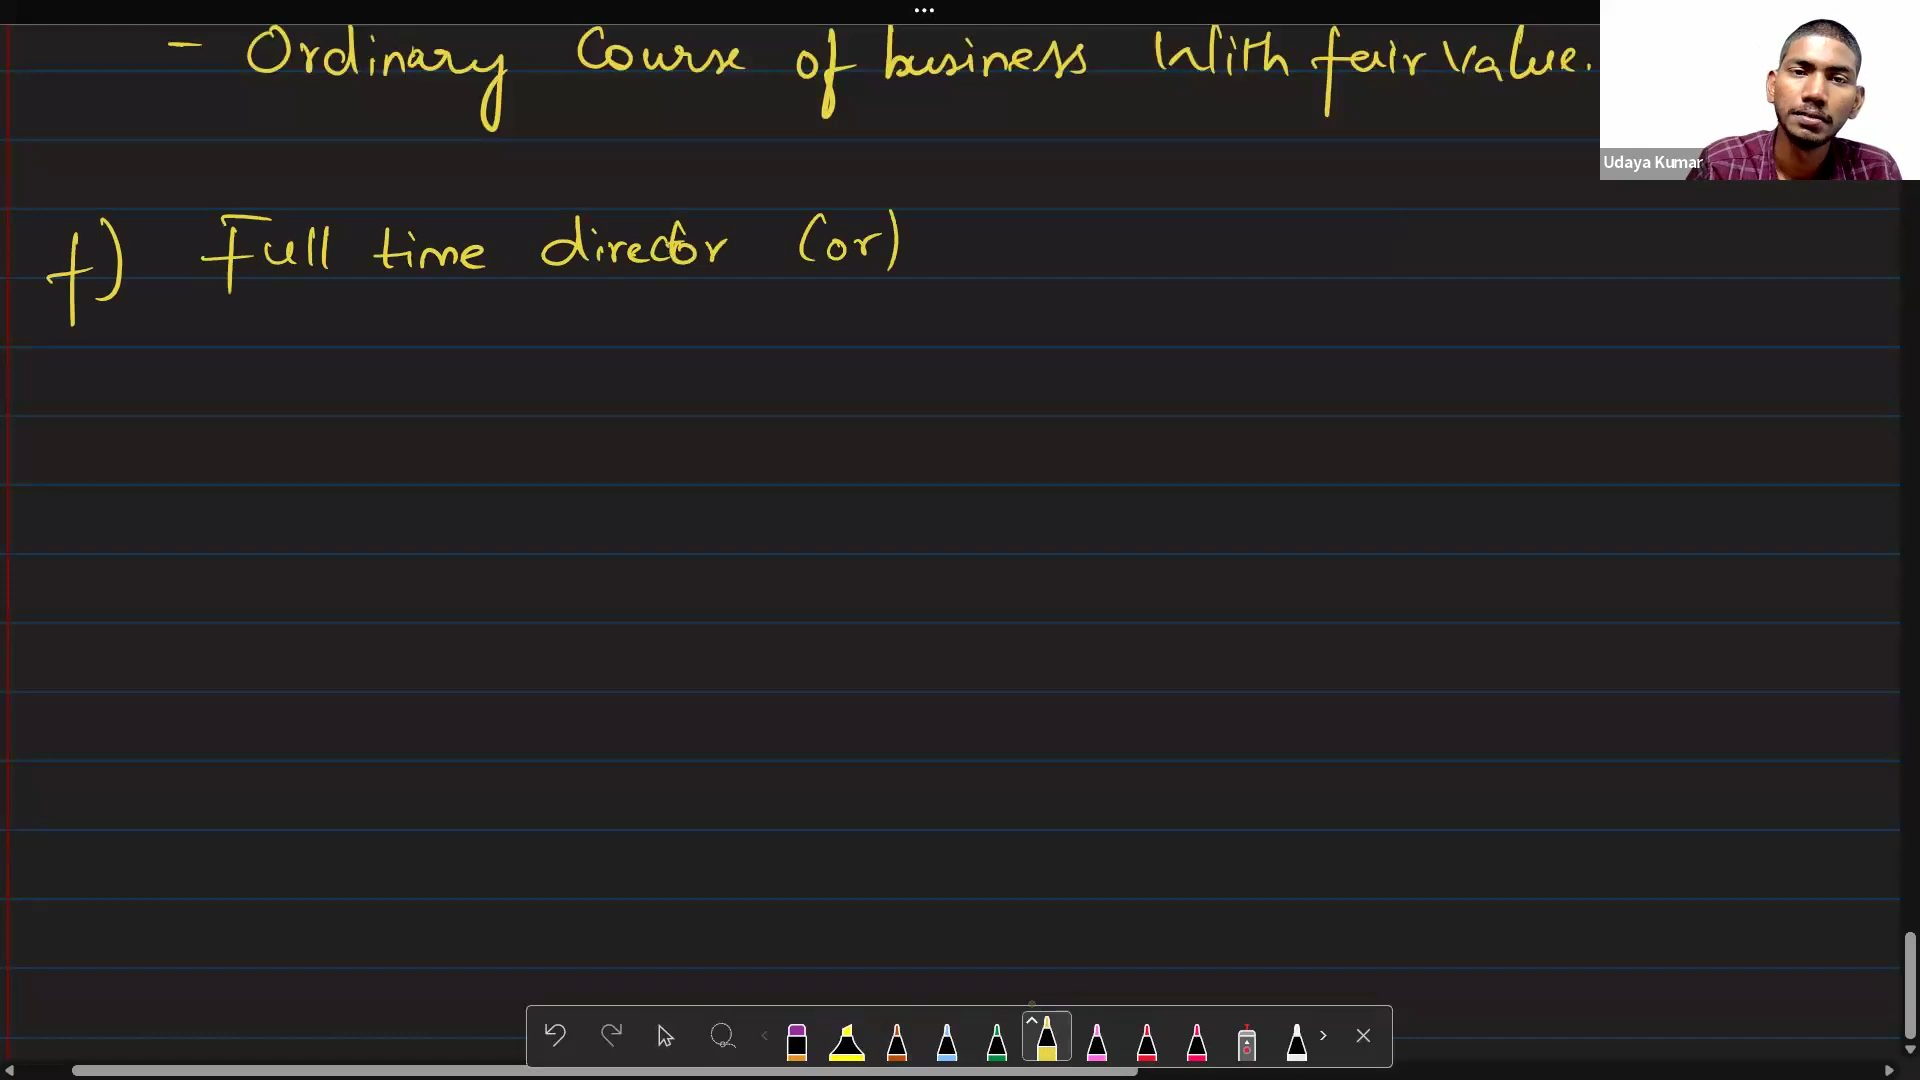 - Ordinary Course of business With fair value.
Udaya Kumar
f) Full time director (or)